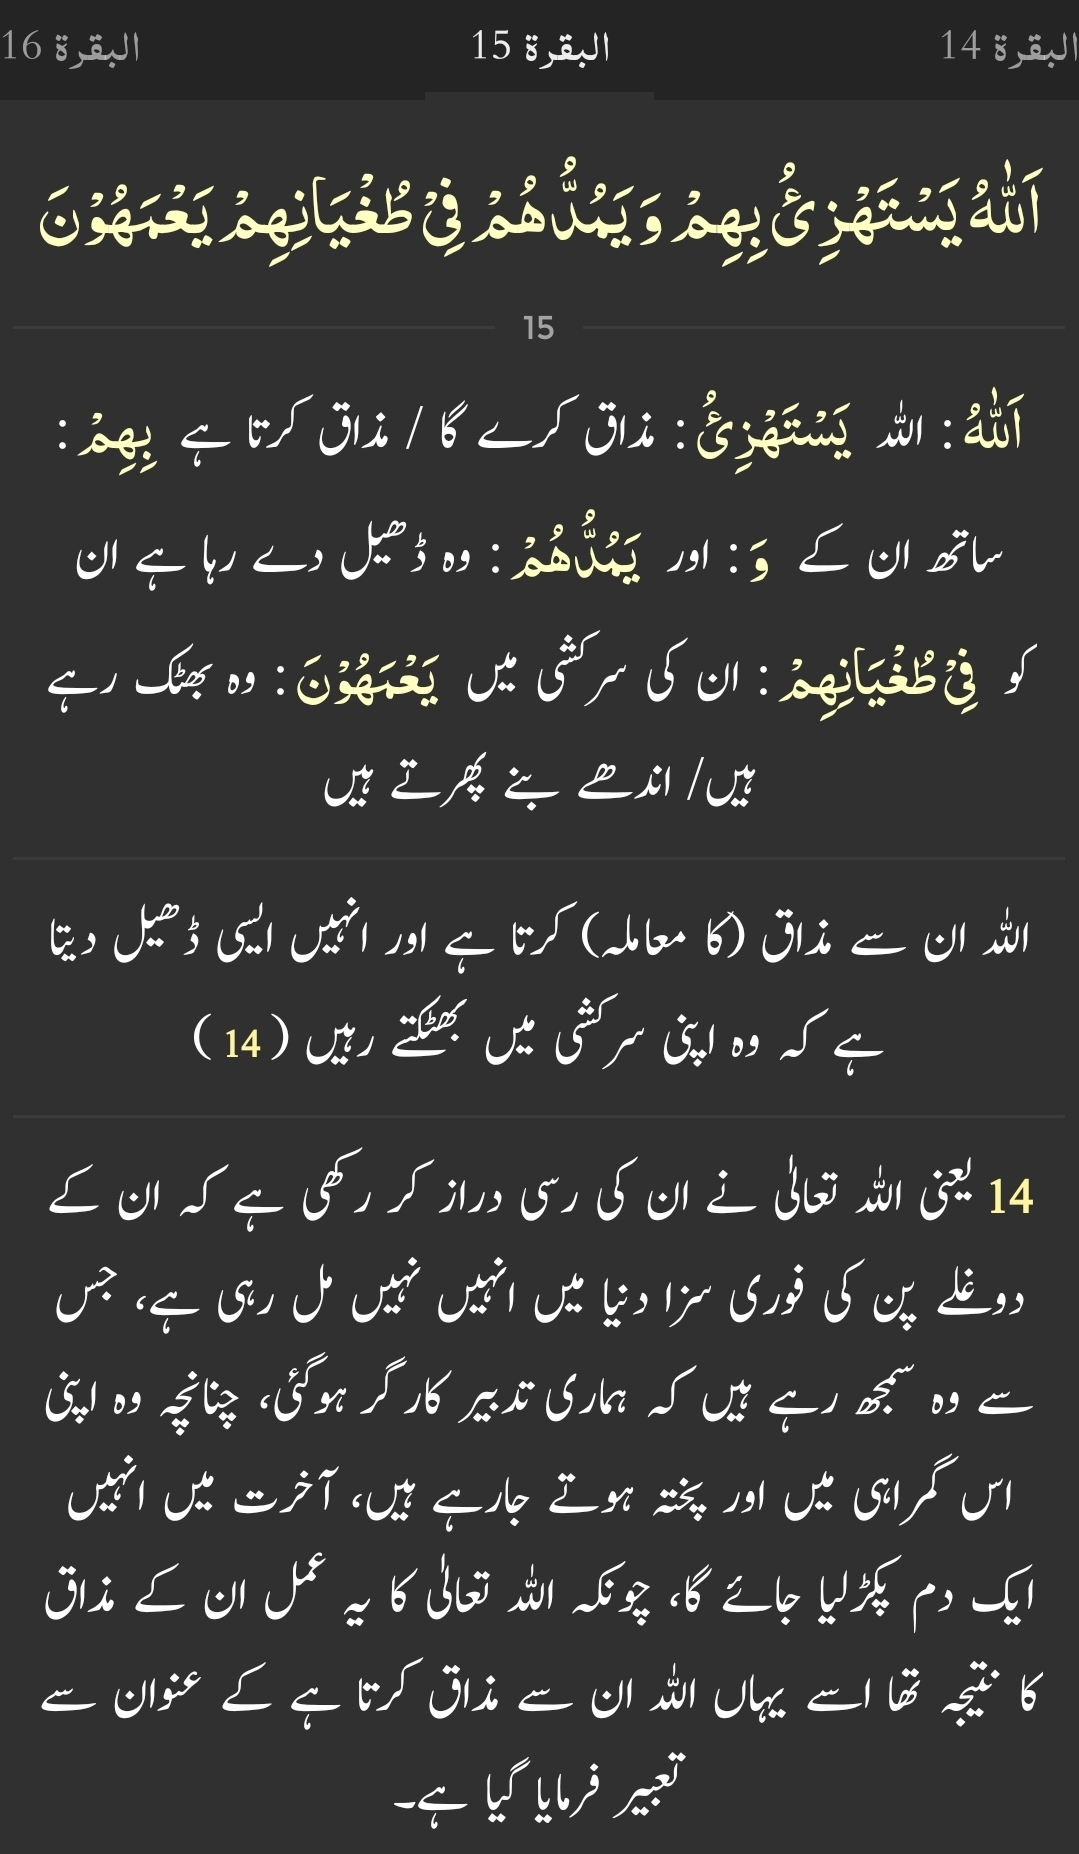 البقرة 14
البقرة 15
البقرة 16
اَللّٰهُ يَسْتَهْزِئُ بِهِمْ وَ يَمُدُّهُمْ فِىْ طُغْيَانِهِمْ يَعْمَهُوْنَ
15
اَللّٰهُ : اللہ يَسْتَهْزِئُ : مذاق کرے گا / مذاق کرتا ہے بِهِمْ :
ساتھ ان کے وَ : اور يَمُدُّھُمْ : وہ ڈھیل دے رہا ہے ان
کو فِىْ طُغْيَانِهِمْ : ان کی سرکشی میں يَعْمَھُوْنَ : وہ بھٹک رہے
ہیں/ اندھے بنے پھرتے ہیں
اللہ ان سے مذاق (کا معاملہ) کرتا ہے اور انہیں ایسی ڈھیل دیتا
ہے کہ وہ اپنی سرکشی میں بھٹکتے رہیں ( 14 )
14 یعنی اللہ تعالٰی نے ان کی رسی دراز کر رکھی ہے کہ ان کے
دوغلے پن کی فوری سزا دنیا میں انہیں نہیں مل رہی ہے، جس
سے وہ سمجھ رہے ہیں کہ ہماری تدبیر کار گر ہوگئی، چنانچہ وہ اپنی
اس گمراہی میں اور پختہ ہوتے جارہے ہیں، آخرت میں انہیں
ایک دم پکڑلیا جائے گا، چونکہ اللہ تعالٰی کا یہ عمل ان کے مذاق
کا نتیجہ تھا اسے یہاں اللہ ان سے مذاق کرتا ہے کے عنوان سے
تعبیر فرمایا گیا ہے۔